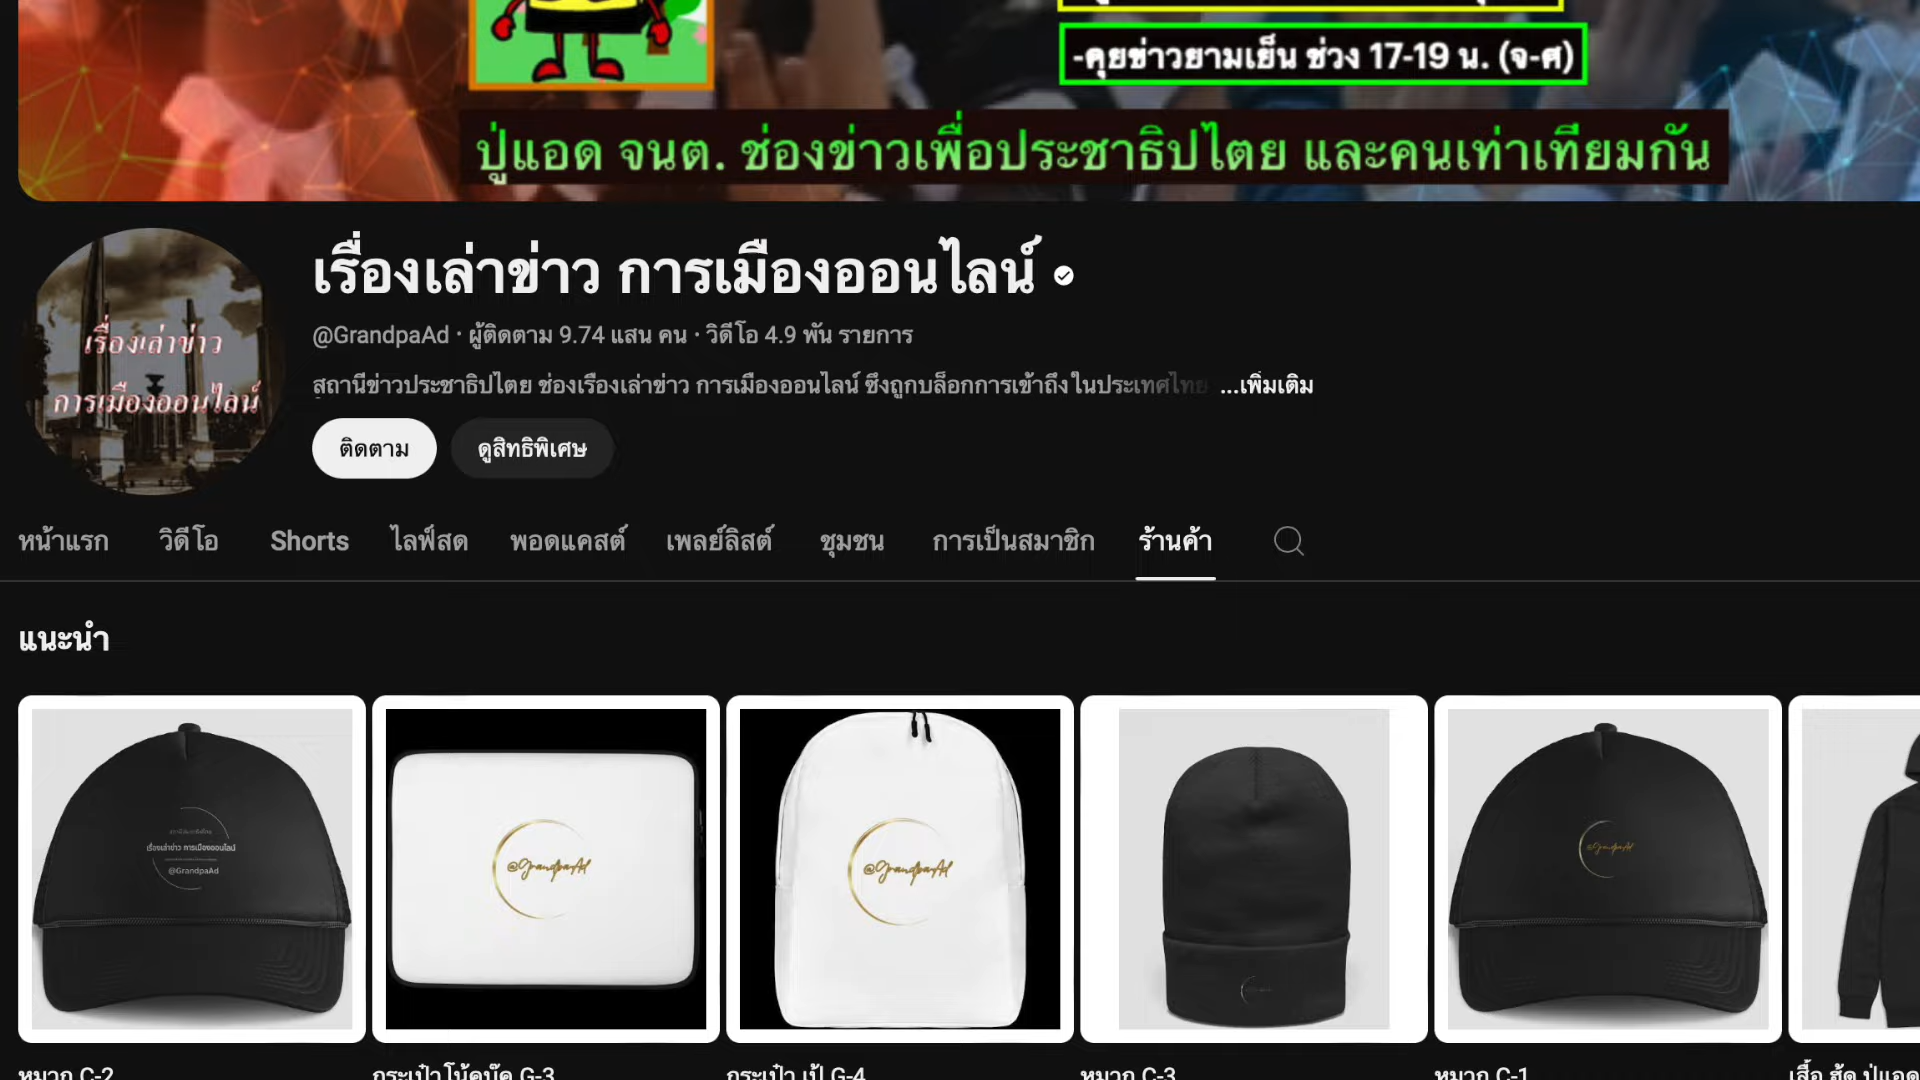 -คุยข่าวยามเย็น ช่วง 17-19 น. (จ-ศ)
ปู่แอด จนต. ช่องข่าวเพื่อประชาธิปไตย และคนเท่าเทียมกัน
เรื่องเล่าข่าว
การเมืองออนไลน์
เรื่องเล่าข่าว การเมืองออนไลน์
@GrandpaAd · ผู้ติดตาม 9.74 แสน คน · วิดีโอ 4.9 พัน รายการ
สถานีข่าวประชาธิปไตย ช่องเรื่องเล่าข่าว การเมืองออนไลน์ ซึ่งถูกบล็อกการเข้าถึงในประเทศไทย ...เพิ่มเติม
ติดตาม ดูสิทธิพิเศษ
หน้าแรก วิดีโอ Shorts ไลฟ์สด พอดแคสต์ เพลย์ลิสต์ ชุมชน การเป็นสมาชิก ร้านค้า
แนะนำ
เรื่องเล่าข่าว การเมืองออนไลน์
@GrandpaAd
@GrandpaAd
@GrandpaAd
@GrandpaAd
หมวก C-2 กระเป๋าโน้คบุ๊ค G-3 กระเป๋า เป้ G-4 หมวก C-3 หมวก C-1 เสื้อ ฮู้ด ปู่แอด